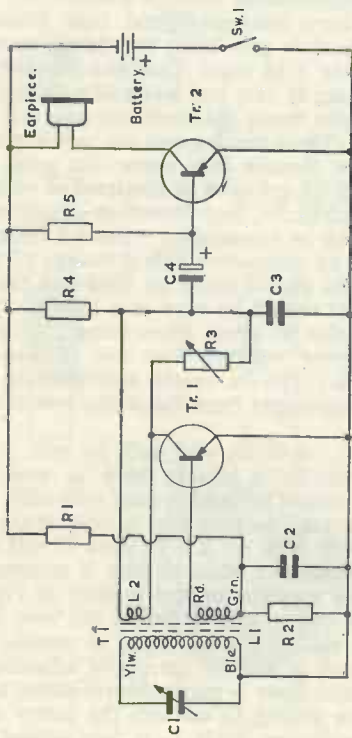 Earpiece.
Battery.
+
Sw.1
Tr. 2
R5
R4
C4
+
C3
R3
Tr. 1
R1
L2
Rd.
Grn.
C2
R2
T1
L1
Ylw.
Ble.
C1